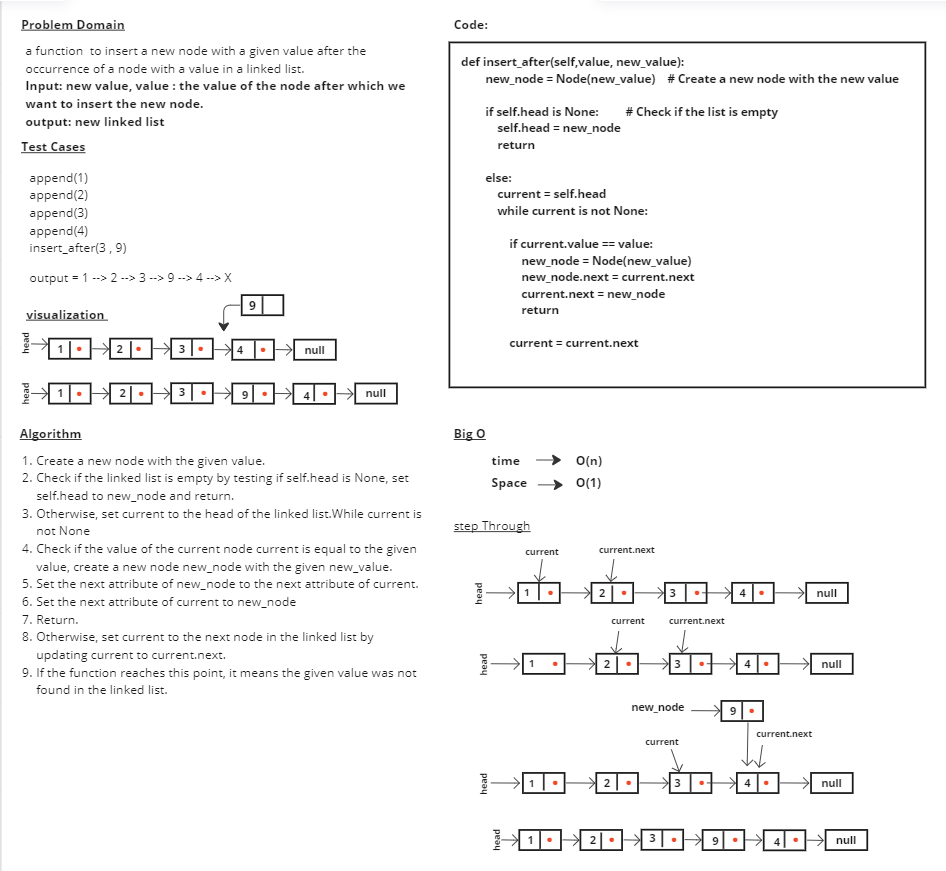 Problem Domain
a function to insert a new node with a given value after the
occurrence of a node with a value in a linked list.
Input: new value, value : the value of the node after which we
want to insert the new node.
output: new linked list
Test Cases
append(1)
append(2)
append(3)
append(4)
insert_after(3 , 9)
output = 1 --> 2 --> 3 --> 9 --> 4 --> X
visualization
9
head 1 2 3 4 null
head 1 2 3 9 4 null
Algorithm
1. Create a new node with the given value.
2. Check if the linked list is empty by testing if self.head is None, set
self.head to new_node and return.
3. Otherwise, set current to the head of the linked list.While current is
not None
4. Check if the value of the current node current is equal to the given
value, create a new node new_node with the given new_value.
5. Set the next attribute of new_node to the next attribute of current.
6. Set the next attribute of current to new_node
7. Return.
8. Otherwise, set current to the next node in the linked list by
updating current to current.next.
9. If the function reaches this point, it means the given value was not
found in the linked list.
Code:
def insert_after(self,value, new_value):
new_node = Node(new_value) # Create a new node with the new value
if self.head is None: # Check if the list is empty
self.head = new_node
return
else:
current = self.head
while current is not None:
if current.value == value:
new_node = Node(new_value)
new_node.next = current.next
current.next = new_node
return
current = current.next
Big O
time O(n)
Space O(1)
step Through
current current.next
head 1 2 3 4 null
current current.next
head 1 2 3 4 null
new_node 9
current current.next
head 1 2 3 4 null
head 1 2 3 9 4 null